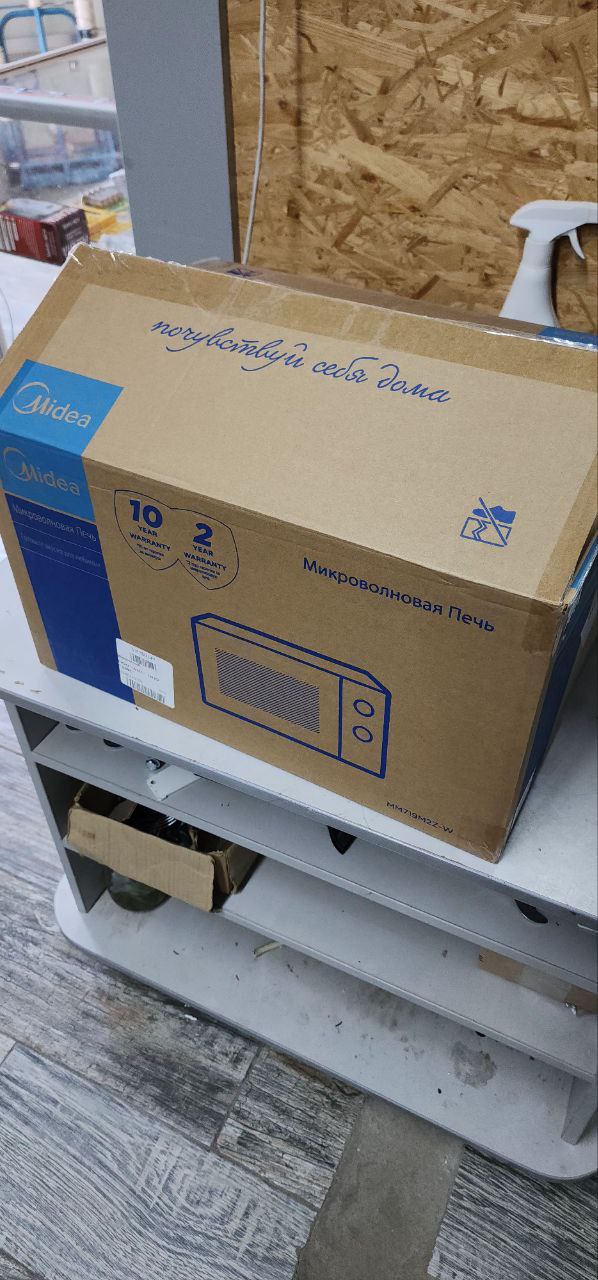 почувствуй себя дома
Midea
Midea
Микроволновая Печь
10
YEAR
WARRANTY
2
YEAR
WARRANTY
Микроволновая Печь
MM719M2Z-W